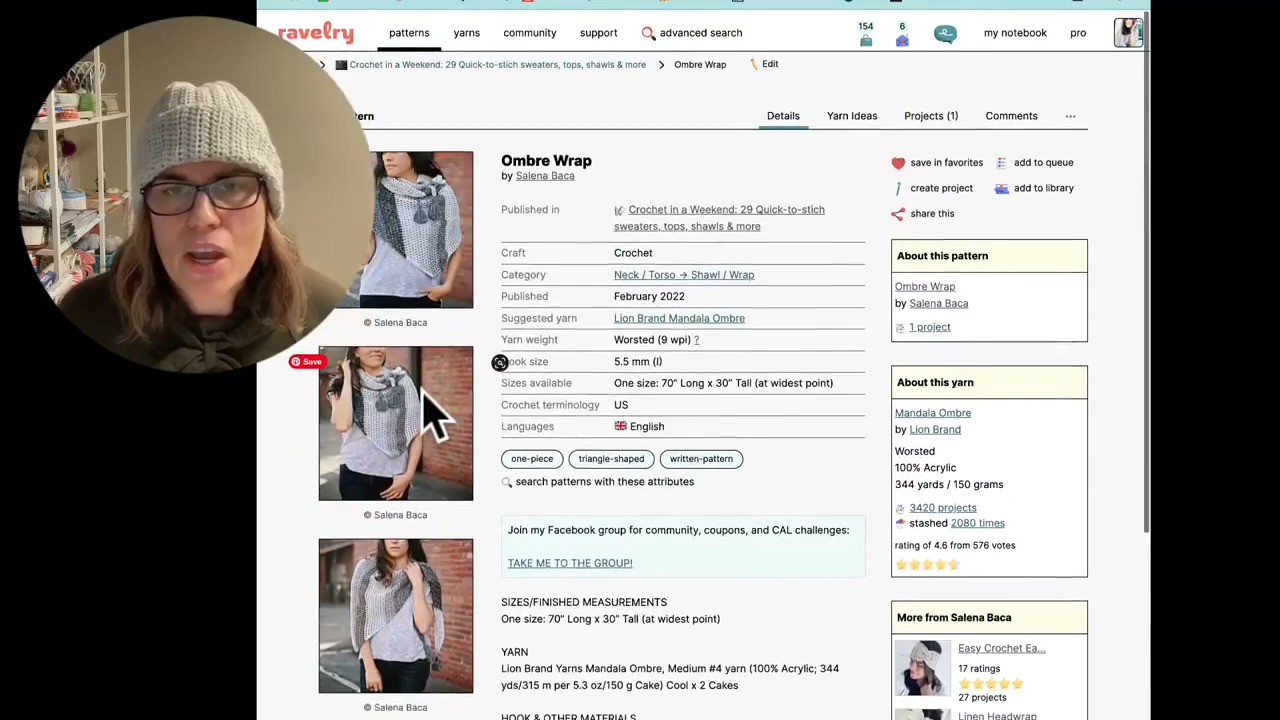 ravelry
patterns
yarns
community
support
advanced search
154
6
my notebook
pro
Crochet in a Weekend: 29 Quick-to-stich sweaters, tops, shawls & more
Ombre Wrap
Edit
Details
Yarn Ideas
Projects (1)
Comments
Ombre Wrap
by Salena Baca
Published in
Crochet in a Weekend: 29 Quick-to-stich
sweaters, tops, shawls & more
Craft
Crochet
Category
Neck / Torso → Shawl / Wrap
Published
February 2022
Suggested yarn
Lion Brand Mandala Ombre
Yarn weight
Worsted (9 wpi) ?
size
5.5 mm (I)
Sizes available
One size: 70” Long x 30” Tall (at widest point)
Crochet terminology
US
Languages
English
one-piece
triangle-shaped
written-pattern
search patterns with these attributes
Join my Facebook group for community, coupons, and CAL challenges:
TAKE ME TO THE GROUP!
SIZES/FINISHED MEASUREMENTS
One size: 70” Long x 30” Tall (at widest point)
YARN
Lion Brand Yarns Mandala Ombre, Medium #4 yarn (100% Acrylic; 344
yds/315 m per 5.3 oz/150 g Cake) Cool x 2 Cakes
HOOK & OTHER MATERIALS
© Salena Baca
Save
© Salena Baca
© Salena Baca
save in favorites
add to queue
create project
add to library
share this
About this pattern
Ombre Wrap
by Salena Baca
1 project
About this yarn
Mandala Ombre
by Lion Brand
Worsted
100% Acrylic
344 yards / 150 grams
3420 projects
stashed 2080 times
rating of 4.6 from 576 votes
More from Salena Baca
Easy Crochet Ea...
17 ratings
27 projects
Linen Headwrap